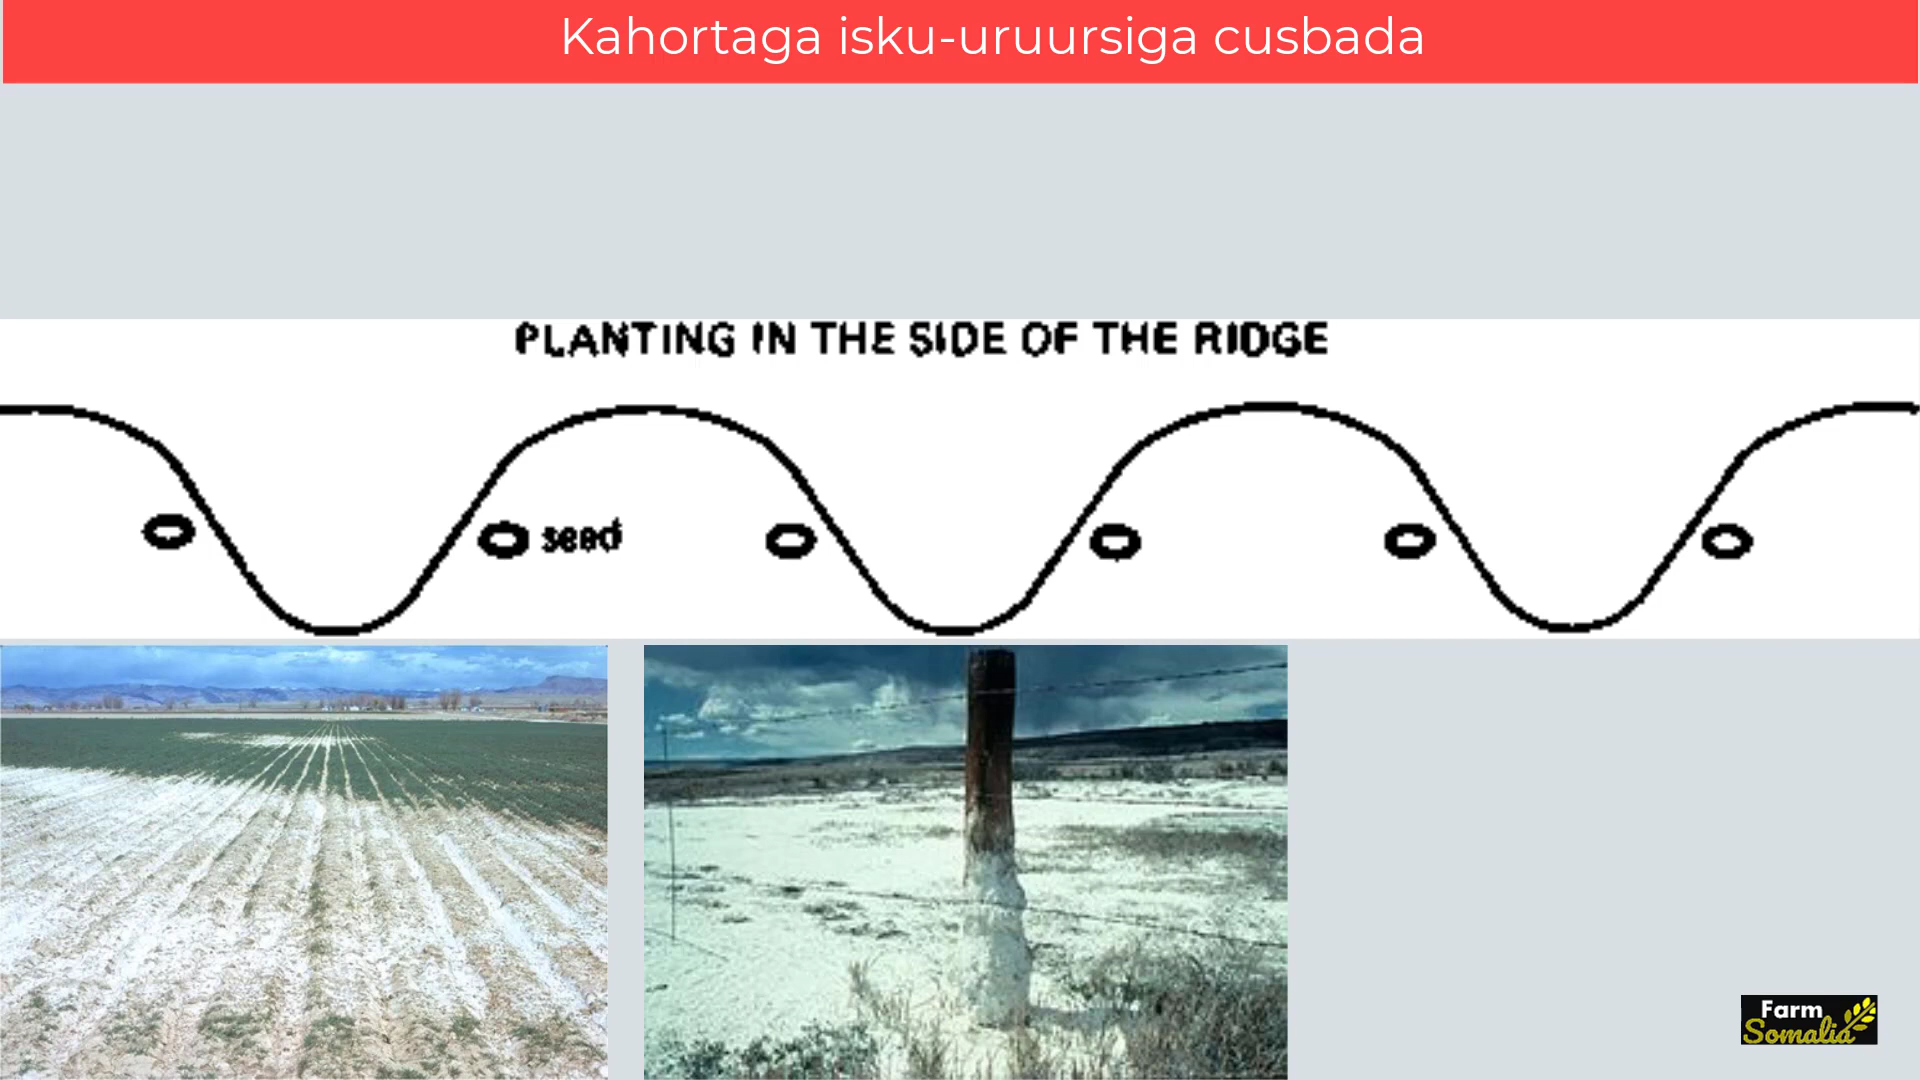 Kahortaga isku-uruursiga cusbada
PLANTING IN THE SIDE OF THE RIDGE
seed
Farm
Somalia